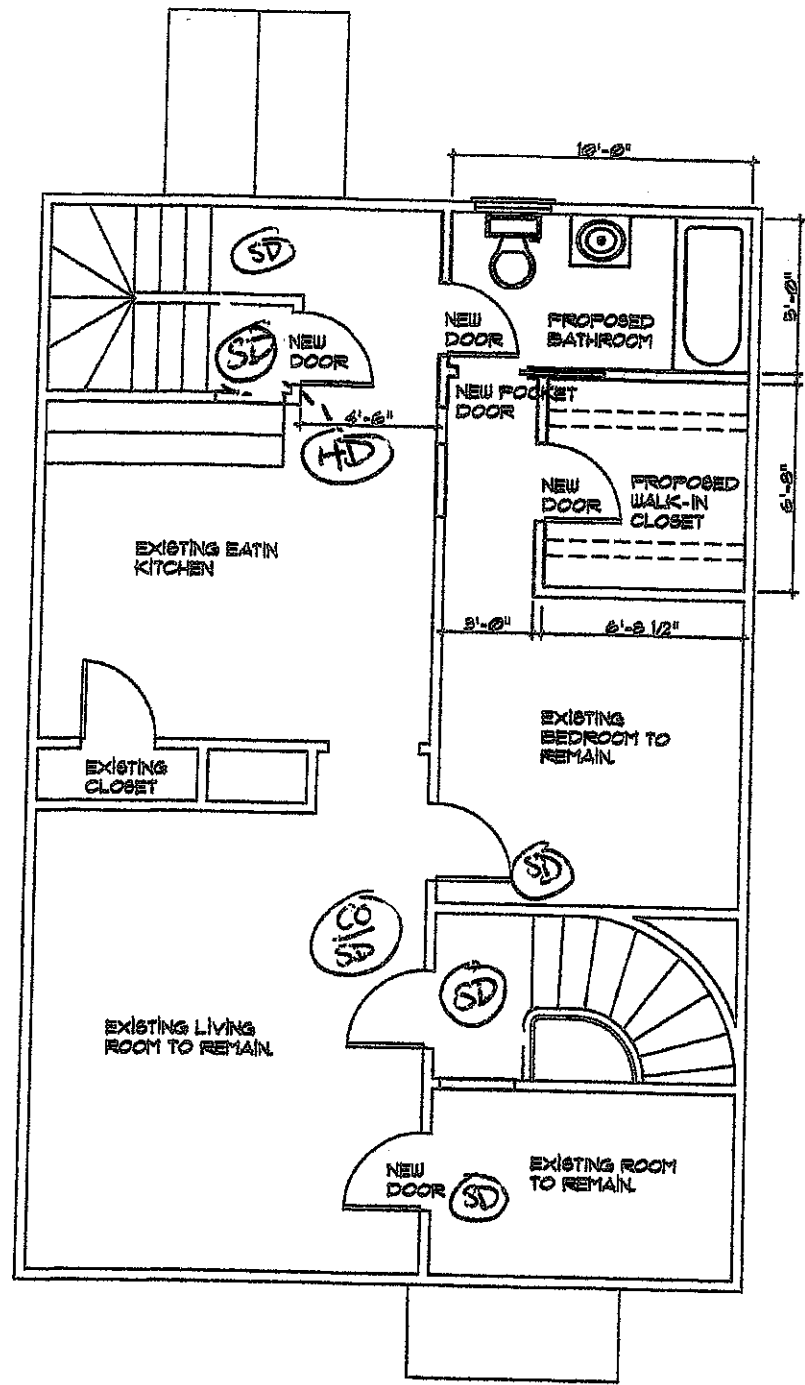 10'-0"
SD
SD
NEW
DOOR
NEW
DOOR
PROPOSED
BATHROOM
5'-0"
NEW POCKET
DOOR
4'-6"
HD
NEW
DOOR
PROPOSED
WALK-IN
CLOSET
6'-8"
EXISTING EATIN
KITCHEN
3'-0"
6'-8 1/2"
EXISTING
BEDROOM TO
REMAIN.
EXISTING
CLOSET
SD
CO
SD
SD
EXISTING LIVING
ROOM TO REMAIN.
NEW
DOOR
SD
EXISTING ROOM
TO REMAIN.